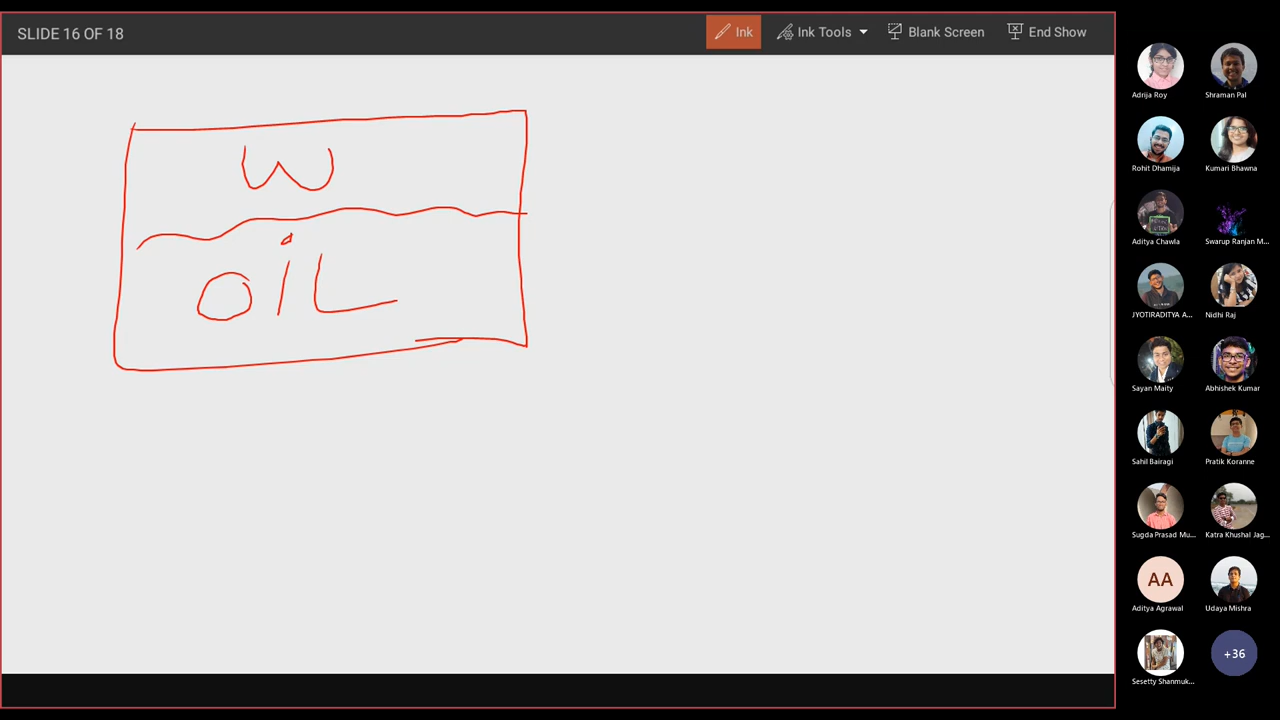 SLIDE 16 OF 18
Ink
Ink Tools
Blank Screen
End Show
W
OIL
Adrija Roy
Shraman Pal
Rohit Dhamija
Kumari Bhawna
Aditya Chawla
Swarup Ranjan M...
JYOTIRADITYA A...
Nidhi Raj
Sayan Maity
Abhishek Kumar
Sahil Bairagi
Pratik Koranne
Sugda Prasad Mu...
Katra Khushal Jag...
AA
Aditya Agrawal
Udaya Mishra
Sesetty Shanmuk...
+36